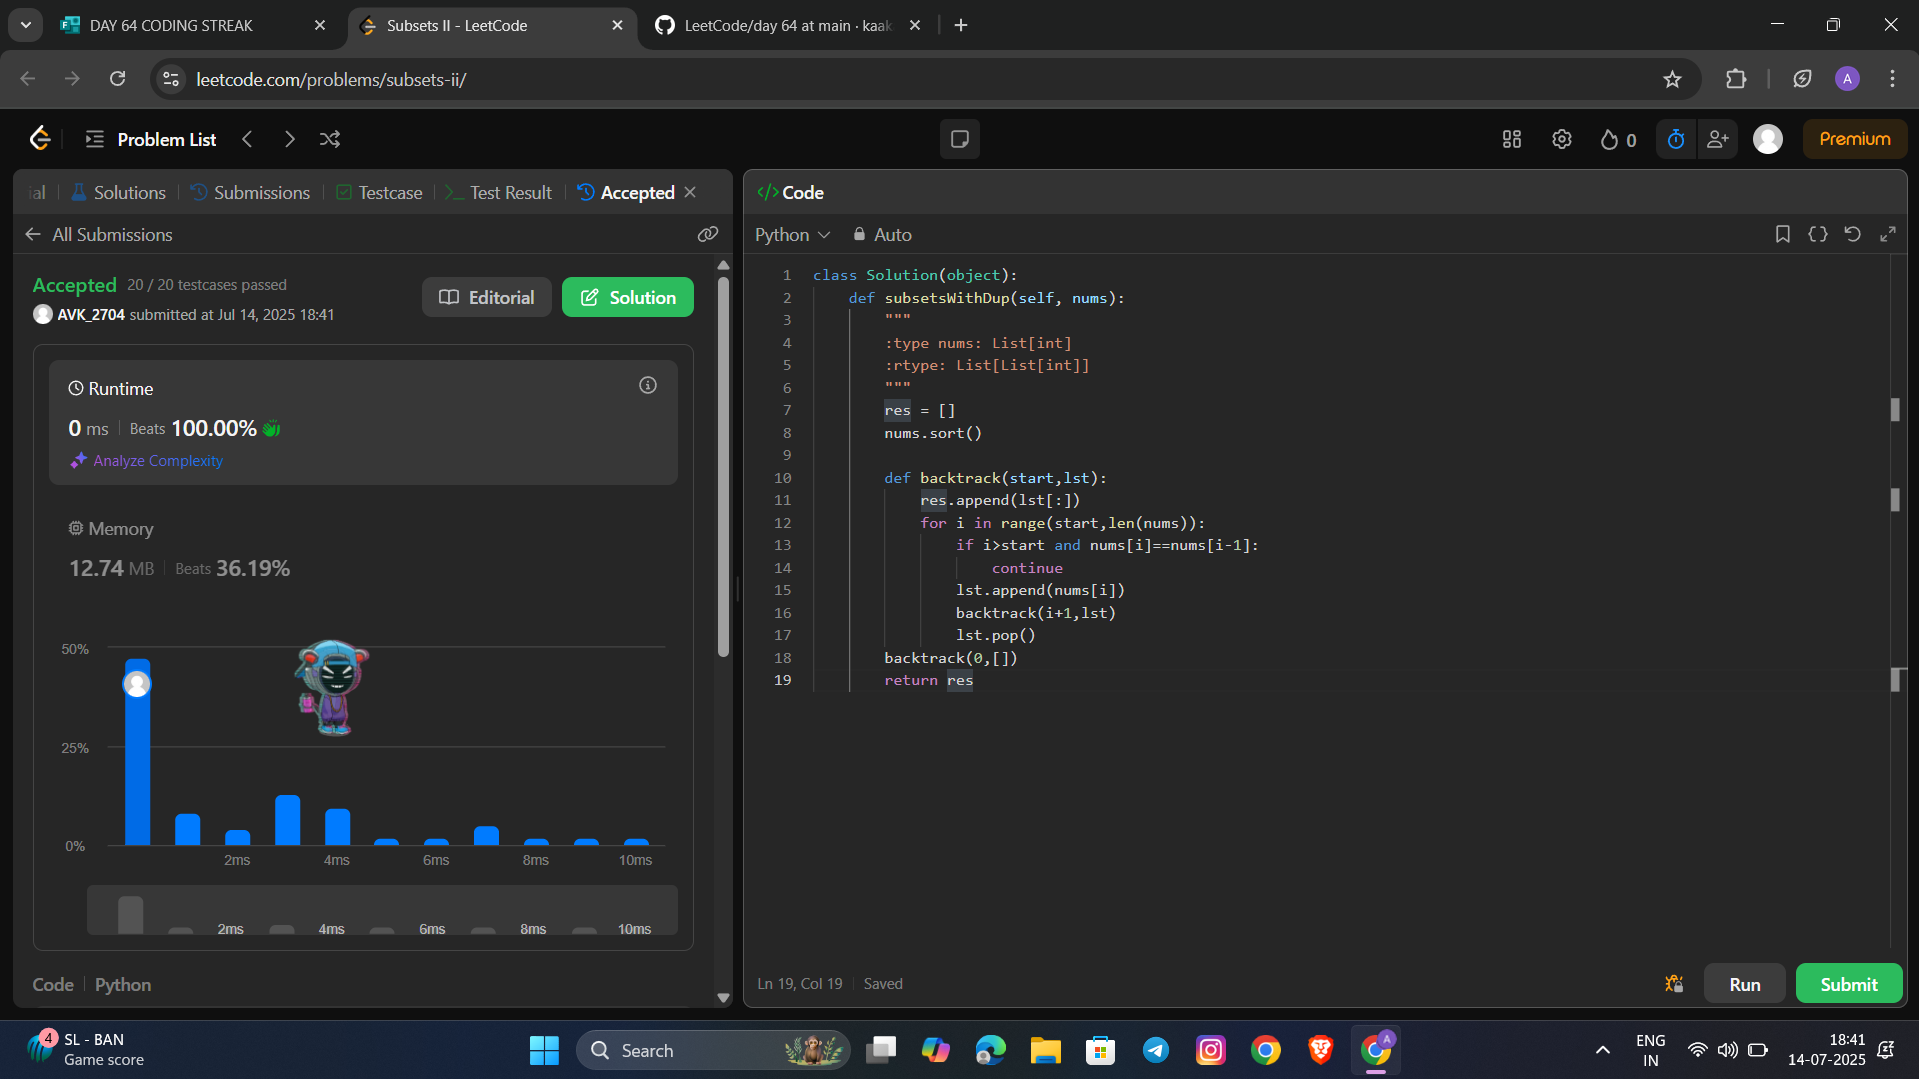 DAY 64 CODING STREAK
Subsets II - LeetCode
LeetCode/day 64 at main · kaak
leetcode.com/problems/subsets-ii/
A
Problem List
0
Premium
ial
Solutions
Submissions
Testcase
Test Result
Accepted
All Submissions
Accepted 20 / 20 testcases passed
AVK_2704 submitted at Jul 14, 2025 18:41
Editorial
Solution
Runtime
0 ms Beats 100.00%
Analyze Complexity
Memory
12.74 MB Beats 36.19%
50%
25%
0%
2ms 4ms 6ms 8ms 10ms
2ms 4ms 6ms 8ms 10ms
Code Python
</> Code
Python Auto
1 class Solution(object):
2 def subsetsWithDup(self, nums):
3 """
4 :type nums: List[int]
5 :rtype: List[List[int]]
6 """
7 res = []
8 nums.sort()
9
10 def backtrack(start,lst):
11 res.append(lst[:])
12 for i in range(start,len(nums)):
13 if i>start and nums[i]==nums[i-1]:
14 continue
15 lst.append(nums[i])
16 backtrack(i+1,lst)
17 lst.pop()
18 backtrack(0,[])
19 return res
Ln 19, Col 19 Saved
Run
Submit
4
SL - BAN
Game score
Search
A
ENG
IN
18:41
14-07-2025